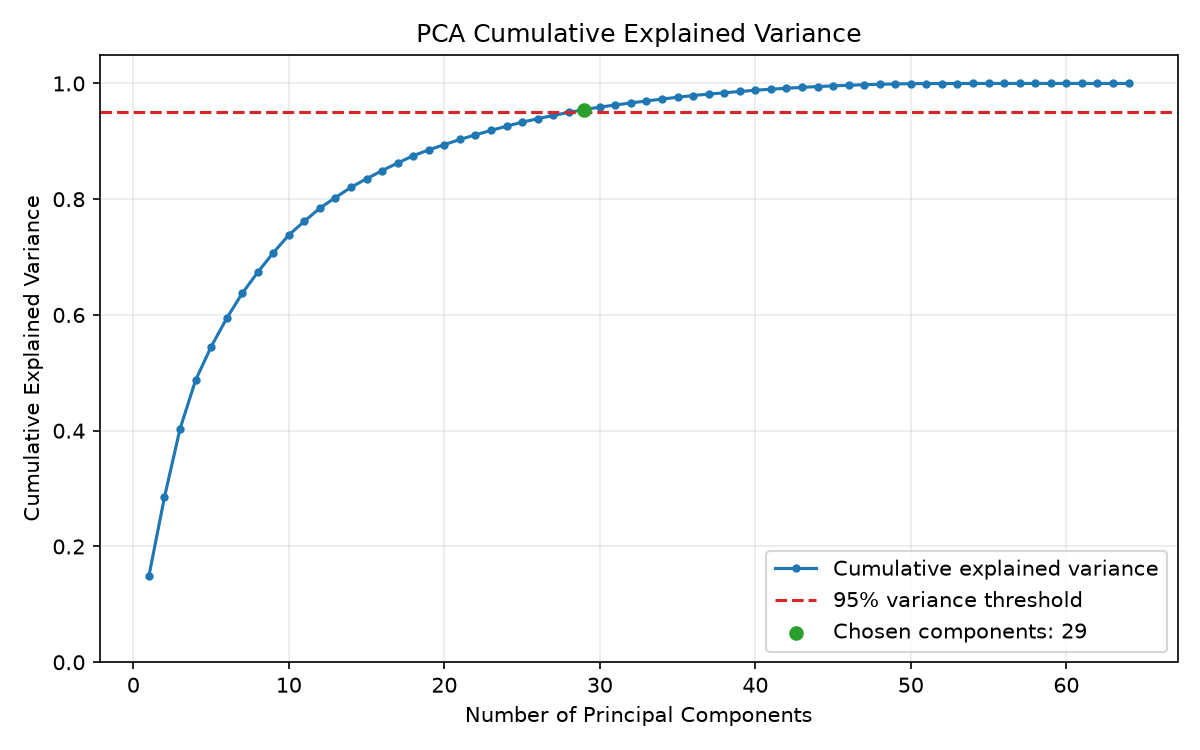 PCA Cumulative Explained Variance
Cumulative Explained Variance
1.0
0.8
0.6
0.4
0.2
0.0
0 10 20 30 40 50 60
Number of Principal Components
Cumulative explained variance
95% variance threshold
Chosen components: 29